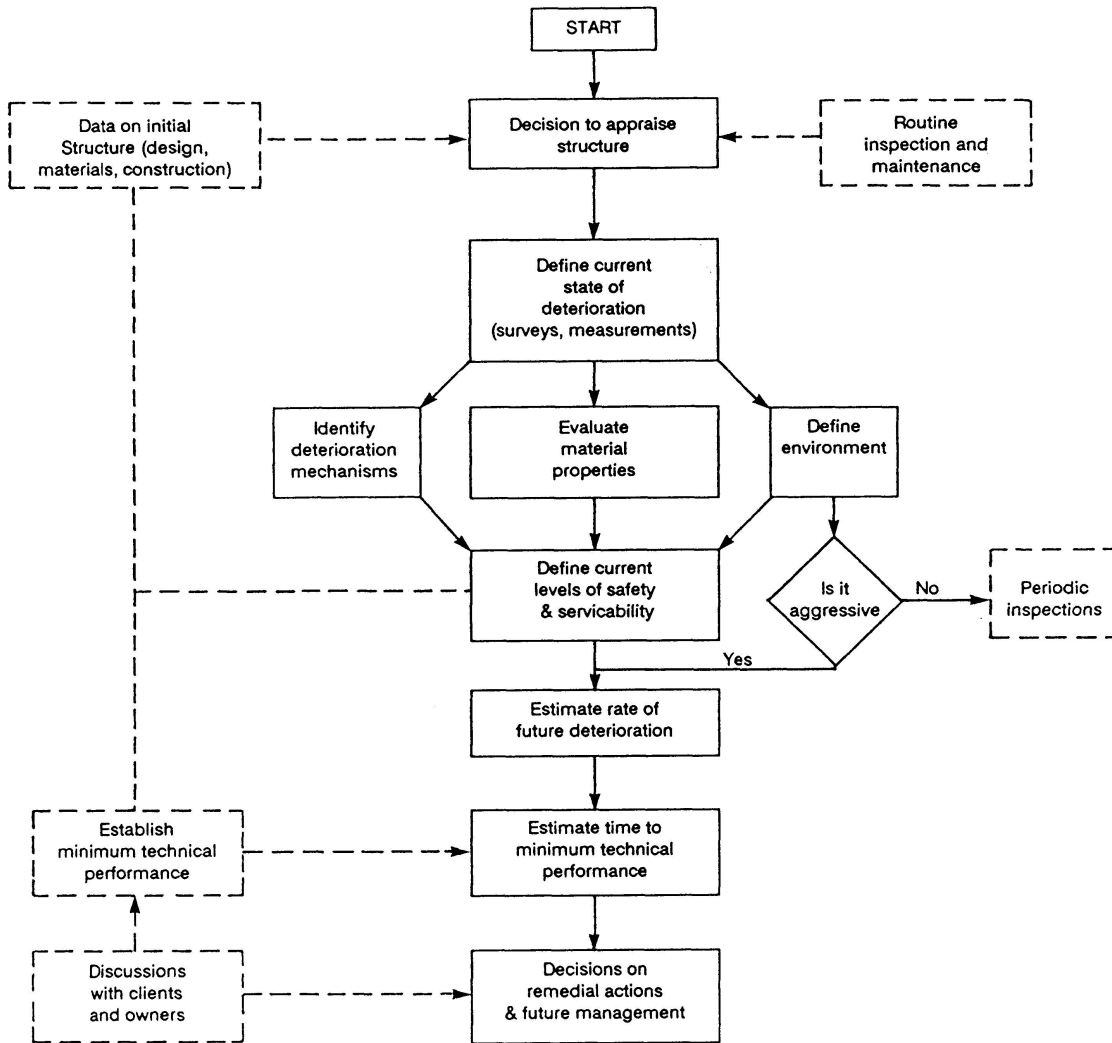 START
Data on initial
Structure (design,
materials, construction)
Decision to appraise
structure
Routine
inspection and
maintenance
Define current
state of
deterioration
(surveys, measurements)
Identify
deterioration
mechanisms
Evaluate
material
properties
Define
environment
Define current
levels of safety
& servicability
Is it
aggressive
No
Periodic
inspections
Yes
Estimate rate of
future deterioration
Establish
minimum technical
performance
Estimate time to
minimum technical
performance
Discussions
with clients
and owners
Decisions on
remedial actions
& future management